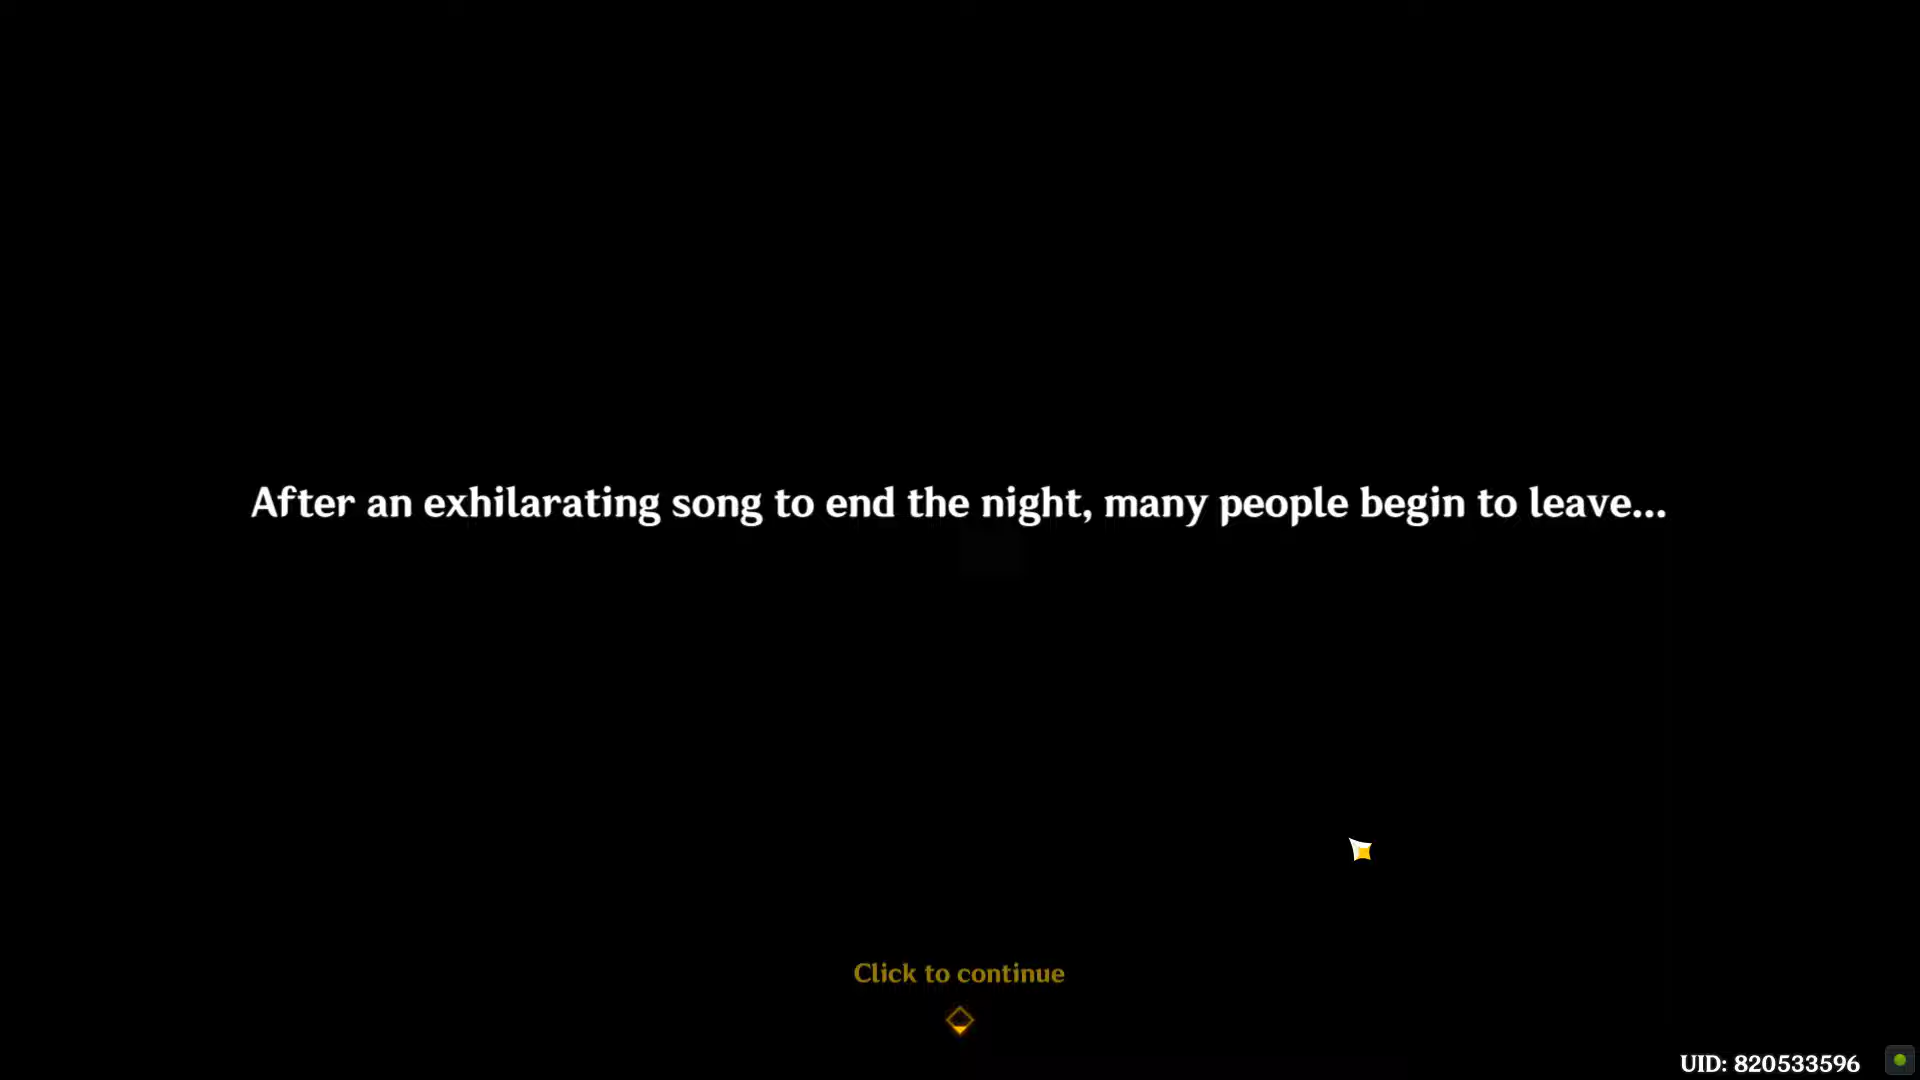 After an exhilarating song to end the night, many people begin to leave...
Click to continue
UID: 820533596